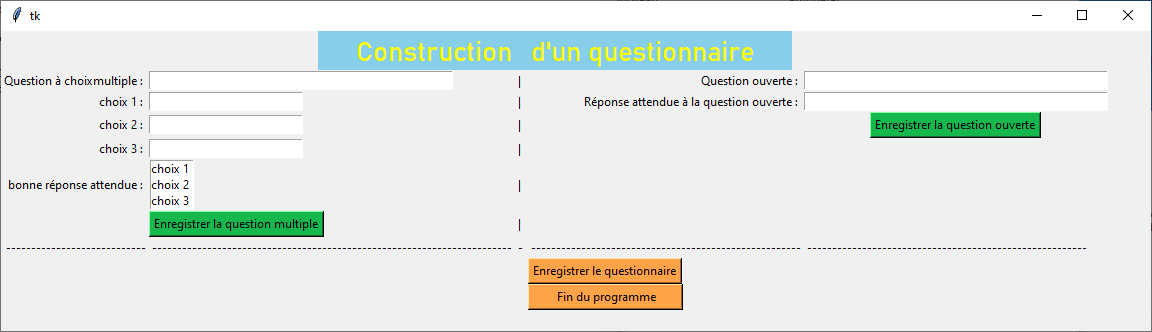 tk
Construction d'un questionnaire
Question à choixmultiple : | Question ouverte :
choix 1 : | Réponse attendue à la question ouverte :
choix 2 : | Enregistrer la question ouverte
choix 3 : |
choix 1
bonne réponse attendue : choix 2 |
choix 3
Enregistrer la question multiple |
---------------------------- ------------------------------------------------------------------------ - ------------------------------------------------------ --------------------------------------------------------
Enregistrer le questionnaire
Fin du programme